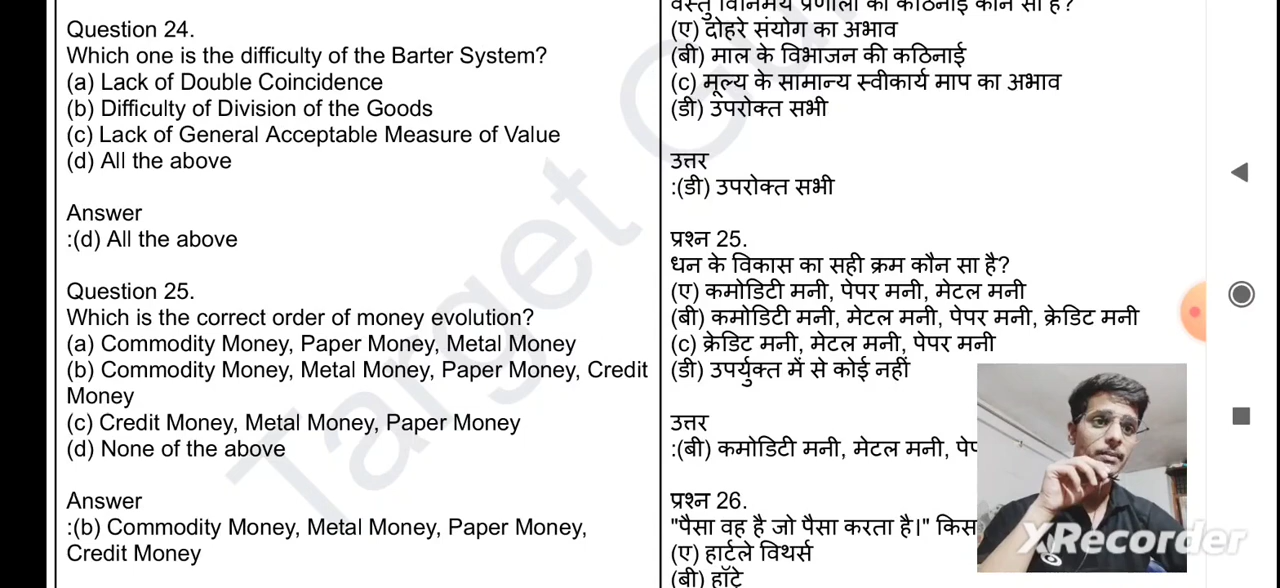 Question 24.
Which one is the difficulty of the Barter System?
(a) Lack of Double Coincidence
(b) Difficulty of Division of the Goods
(c) Lack of General Acceptable Measure of Value
(d) All the above
Answer
:(d) All the above
Question 25.
Which is the correct order of money evolution?
(a) Commodity Money, Paper Money, Metal Money
(b) Commodity Money, Metal Money, Paper Money, Credit
Money
(c) Credit Money, Metal Money, Paper Money
(d) None of the above
Answer
:(b) Commodity Money, Metal Money, Paper Money,
Credit Money
वस्तु विनिमय प्रणाली की कठिनाई कौन सी है?
(ए) दोहरे संयोग का अभाव
(बी) माल के विभाजन की कठिनाई
(c) मूल्य के सामान्य स्वीकार्य माप का अभाव
(डी) उपरोक्त सभी
उत्तर
:(डी) उपरोक्त सभी
प्रश्न 25.
धन के विकास का सही क्रम कौन सा है?
(ए) कमोडिटी मनी, पेपर मनी, मेटल मनी
(बी) कमोडिटी मनी, मेटल मनी, पेपर मनी, क्रेडिट मनी
(c) क्रेडिट मनी, मेटल मनी, पेपर मनी
(डी) उपर्युक्त में से कोई नहीं
उत्तर
:(बी) कमोडिटी मनी, मेटल मनी,
प्रश्न 26.
"पैसा वह है जो पैसा करता है।" किस
(ए) हार्टले विथर्स
(बी) हॉट्रे
Target
XRecorder